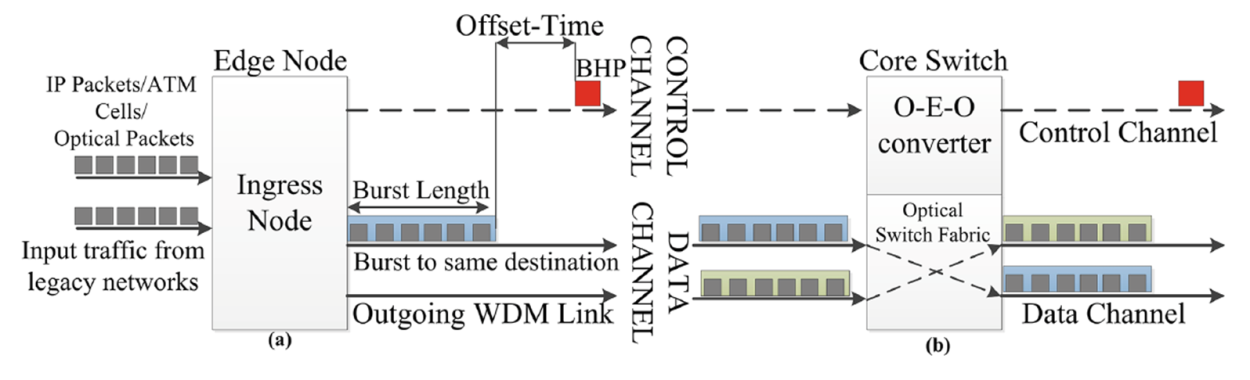 Offset-Time
Edge Node
BHP
IP Packets/ATM
Cells/
Optical Packets
Ingress
Node
Input traffic from
legacy networks
Burst Length
Burst to same destination
Outgoing WDM Link
(a)
CONTROL
CHANNEL
DATA
CHANNEL
Core Switch
O-E-O
converter
Control Channel
Optical
Switch Fabric
Data Channel
(b)